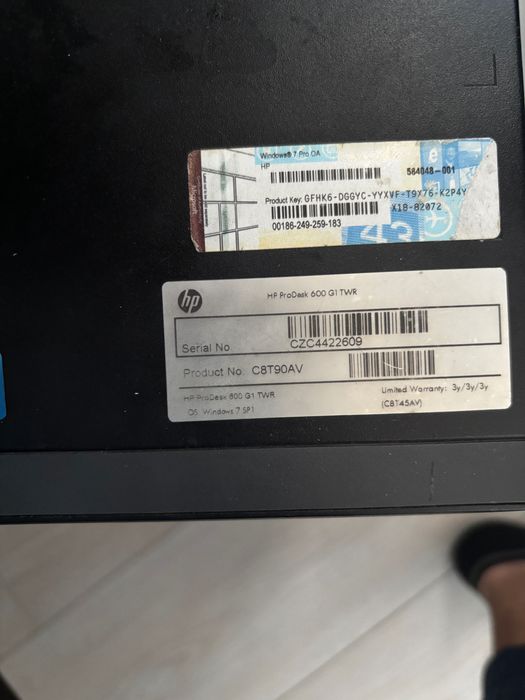 Windows® 7 Pro OA
HP
584048-001
Product Key: GFHK6-DGGYC-YYXVF-T9X76-K2P4Y
X18-82072
00186-249-259-183
hp
HP ProDesk 600 G1 TWR
Serial No. CZC4422609
Product No. C8T90AV
HP ProDesk 600 G1 TWR
Limited Warranty: 3y/3y/3y
OS: Windows 7 SP1
(C8T45AV)